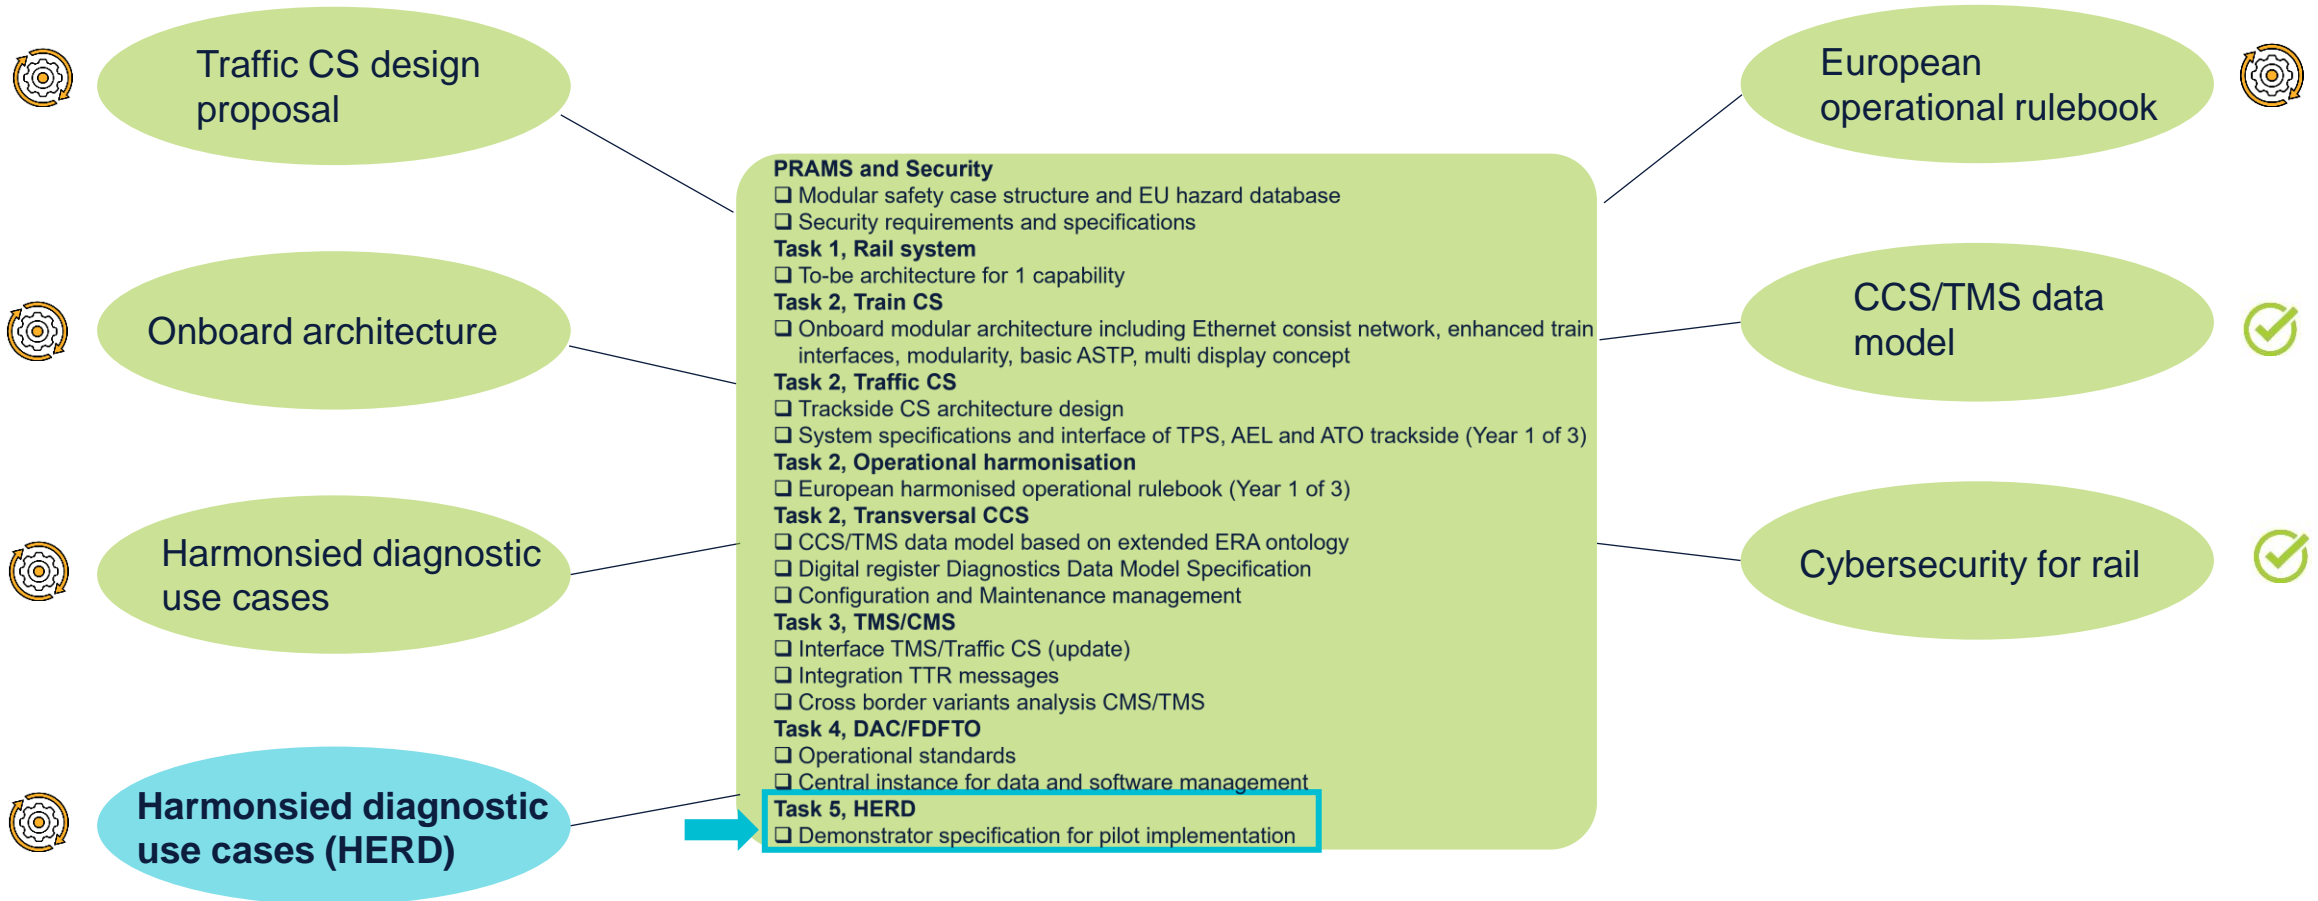 Traffic CS design
proposal
Onboard architecture
Harmonsied diagnostic
use cases
Harmonsied diagnostic
use cases (HERD)
PRAMS and Security
❑ Modular safety case structure and EU hazard database
❑ Security requirements and specifications
Task 1, Rail system
❑ To-be architecture for 1 capability
Task 2, Train CS
❑ Onboard modular architecture including Ethernet consist network, enhanced train
interfaces, modularity, basic ASTP, multi display concept
Task 2, Traffic CS
❑ Trackside CS architecture design
❑ System specifications and interface of TPS, AEL and ATO trackside (Year 1 of 3)
Task 2, Operational harmonisation
❑ European harmonised operational rulebook (Year 1 of 3)
Task 2, Transversal CCS
❑ CCS/TMS data model based on extended ERA ontology
❑ Digital register Diagnostics Data Model Specification
❑ Configuration and Maintenance management
Task 3, TMS/CMS
❑ Interface TMS/Traffic CS (update)
❑ Integration TTR messages
❑ Cross border variants analysis CMS/TMS
Task 4, DAC/FDFTO
❑ Operational standards
❑ Central instance for data and software management
Task 5, HERD
❑ Demonstrator specification for pilot implementation
European
operational rulebook
CCS/TMS data
model
Cybersecurity for rail